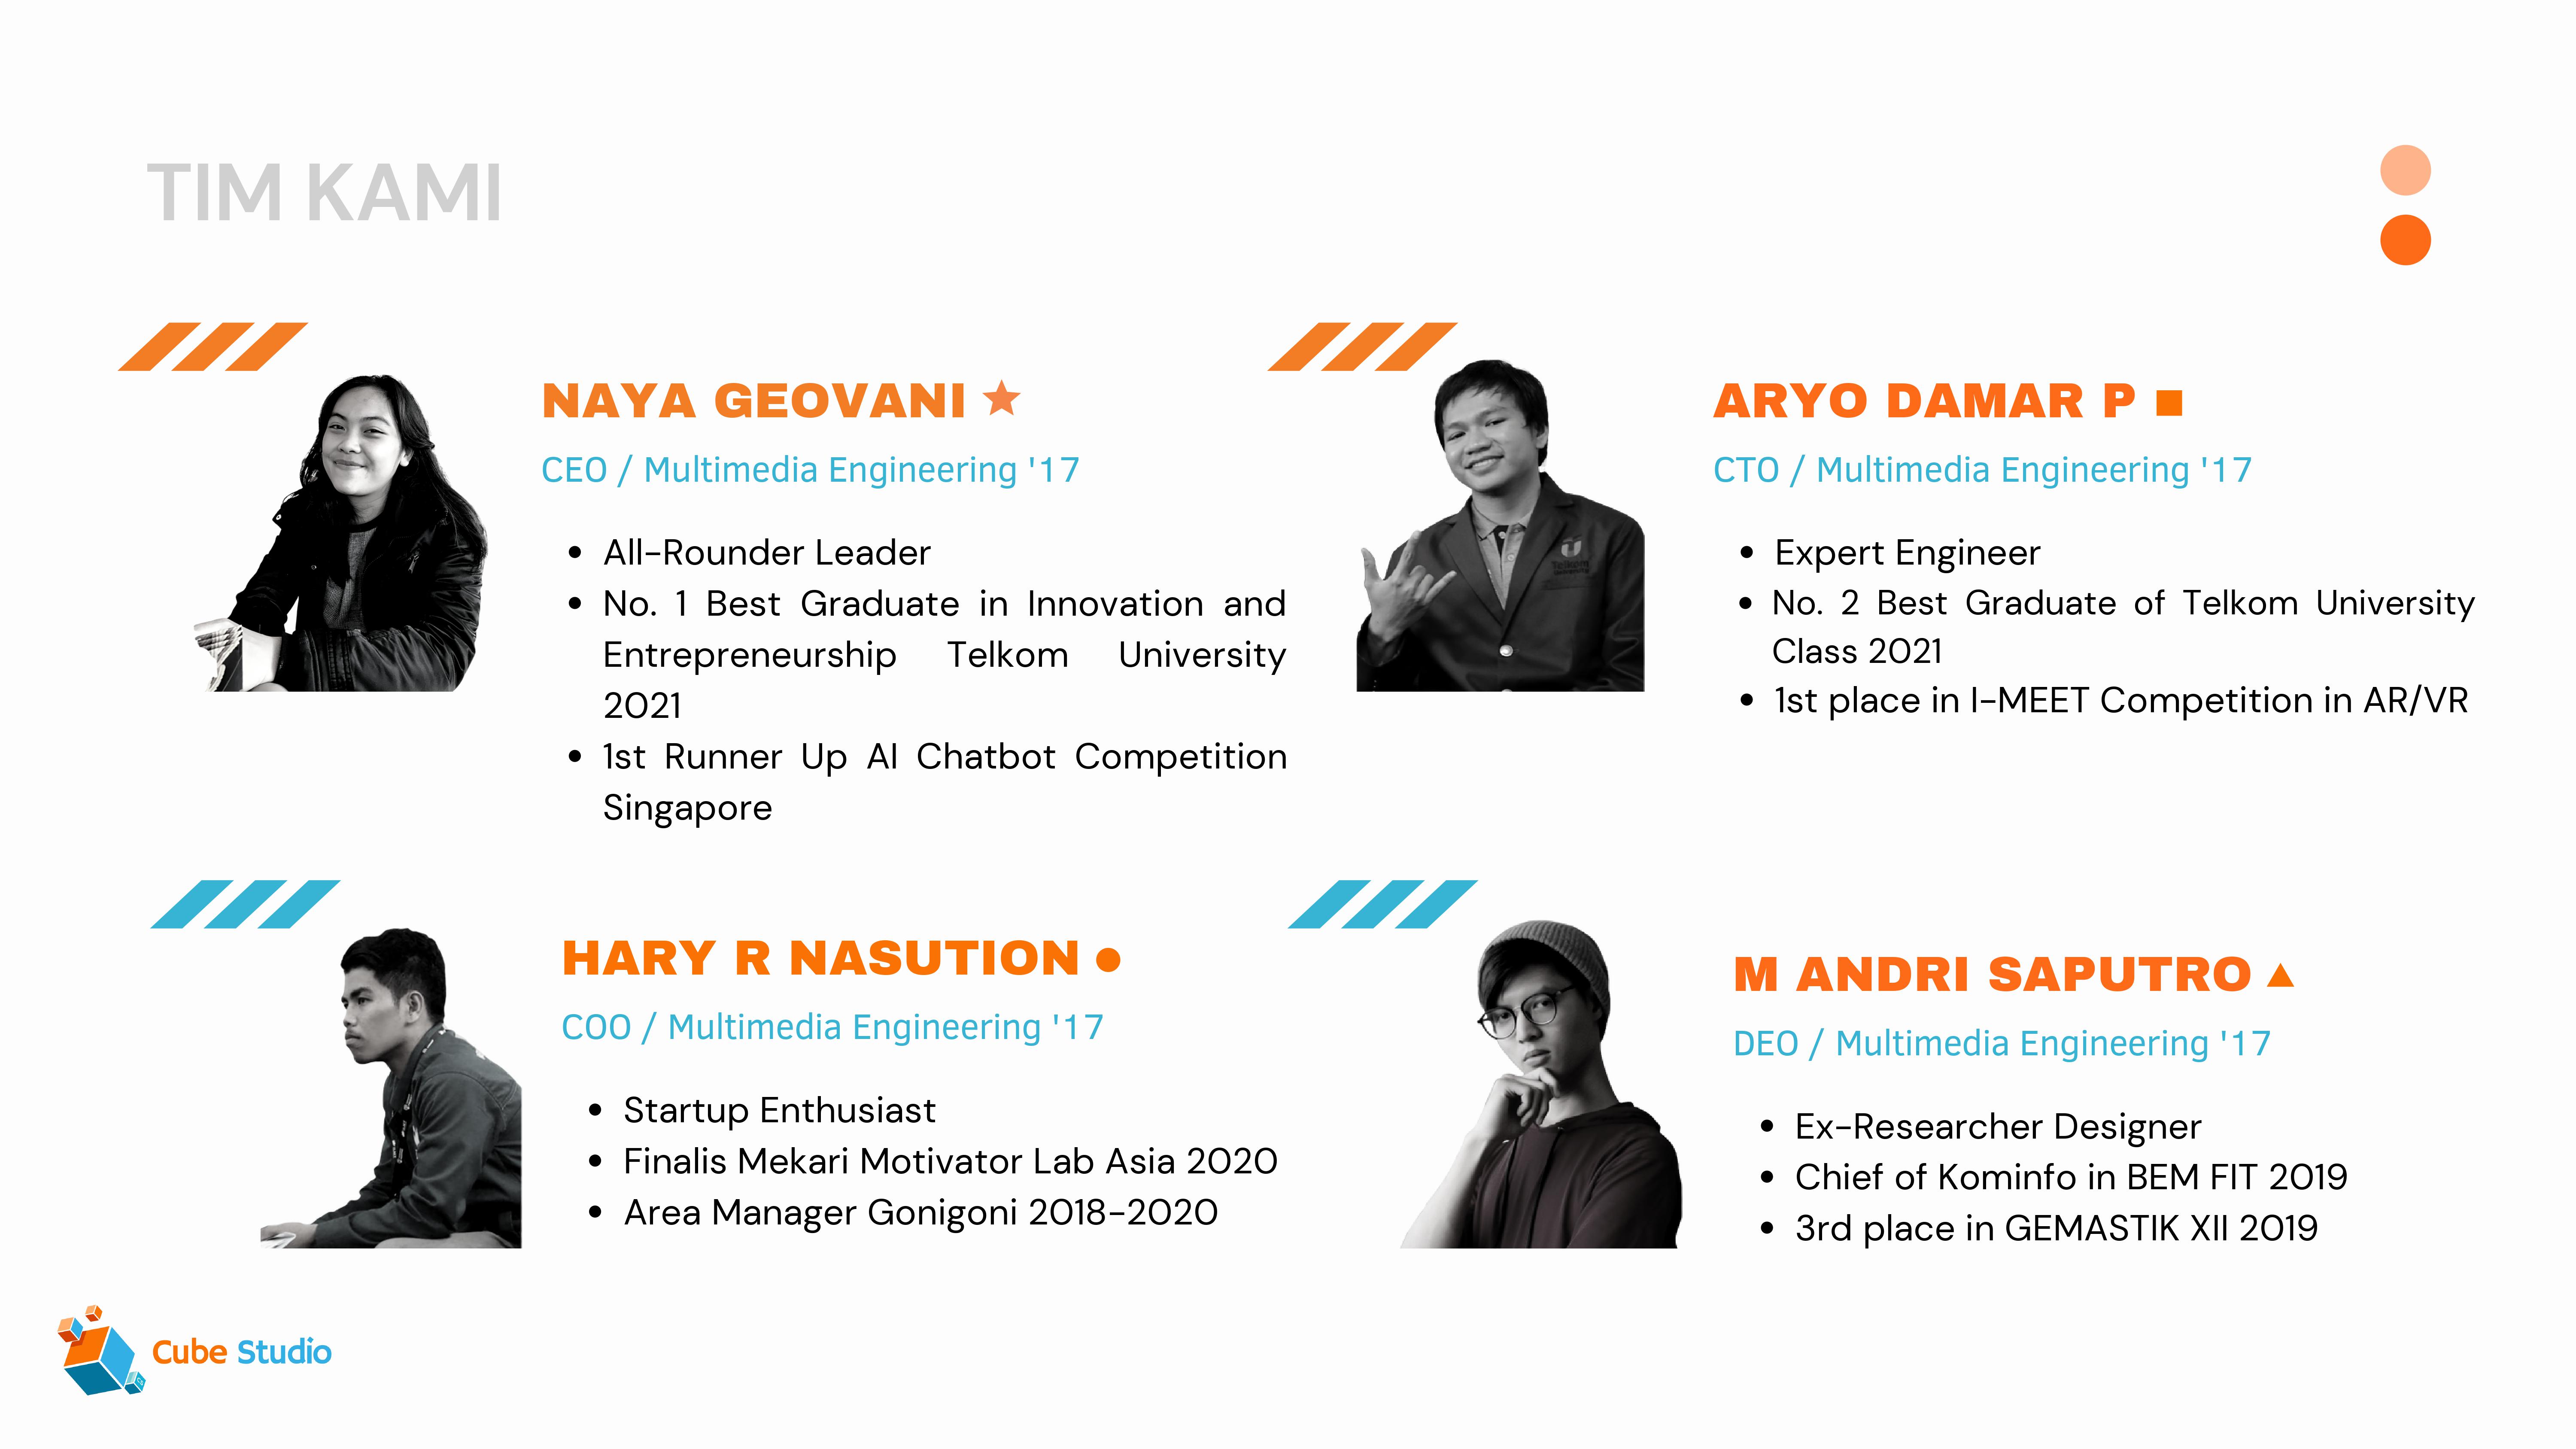 TIM KAMI
NAYA GEOVANI
CEO / Multimedia Engineering '17
• All-Rounder Leader
• No. 1 Best Graduate in Innovation and
Entrepreneurship Telkom University
2021
• 1st Runner Up AI Chatbot Competition
Singapore
ARYO DAMAR P
CTO / Multimedia Engineering '17
• Expert Engineer
• No. 2 Best Graduate of Telkom University
Class 2021
• 1st place in I-MEET Competition in AR/VR
Telkom
HARY R NASUTION
COO / Multimedia Engineering '17
• Startup Enthusiast
• Finalis Mekari Motivator Lab Asia 2020
• Area Manager Gonigoni 2018-2020
M ANDRI SAPUTRO
DEO / Multimedia Engineering '17
• Ex-Researcher Designer
• Chief of Kominfo in BEM FIT 2019
• 3rd place in GEMASTIK XII 2019
Cube Studio